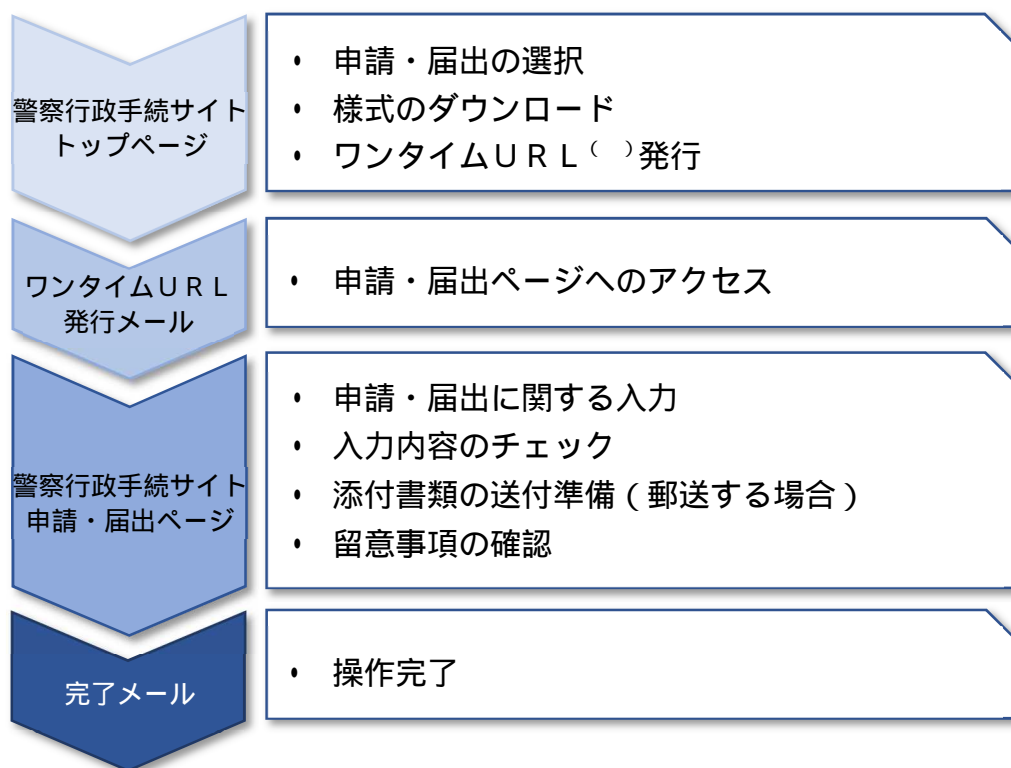 警察行政手続サイト
トップページ
• 申請・届出の選択
• 様式のダウンロード
• ワンタイムＵＲＬ（　）発行
ワンタイムＵＲＬ
発行メール
• 申請・届出ページへのアクセス
警察行政手続サイト
申請・届出ページ
• 申請・届出に関する入力
• 入力内容のチェック
• 添付書類の送付準備（郵送する場合）
• 留意事項の確認
完了メール
• 操作完了